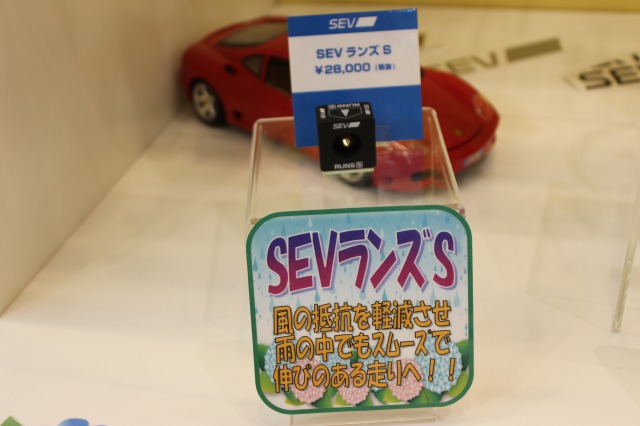 SEV
SEV ランズ S
¥28,000（税抜）
RUNS S
SEV
RUNS S
SEV
SEVランズS
風の抵抗を軽減させ
雨の中でもスムーズで
伸びのある走りへ！！